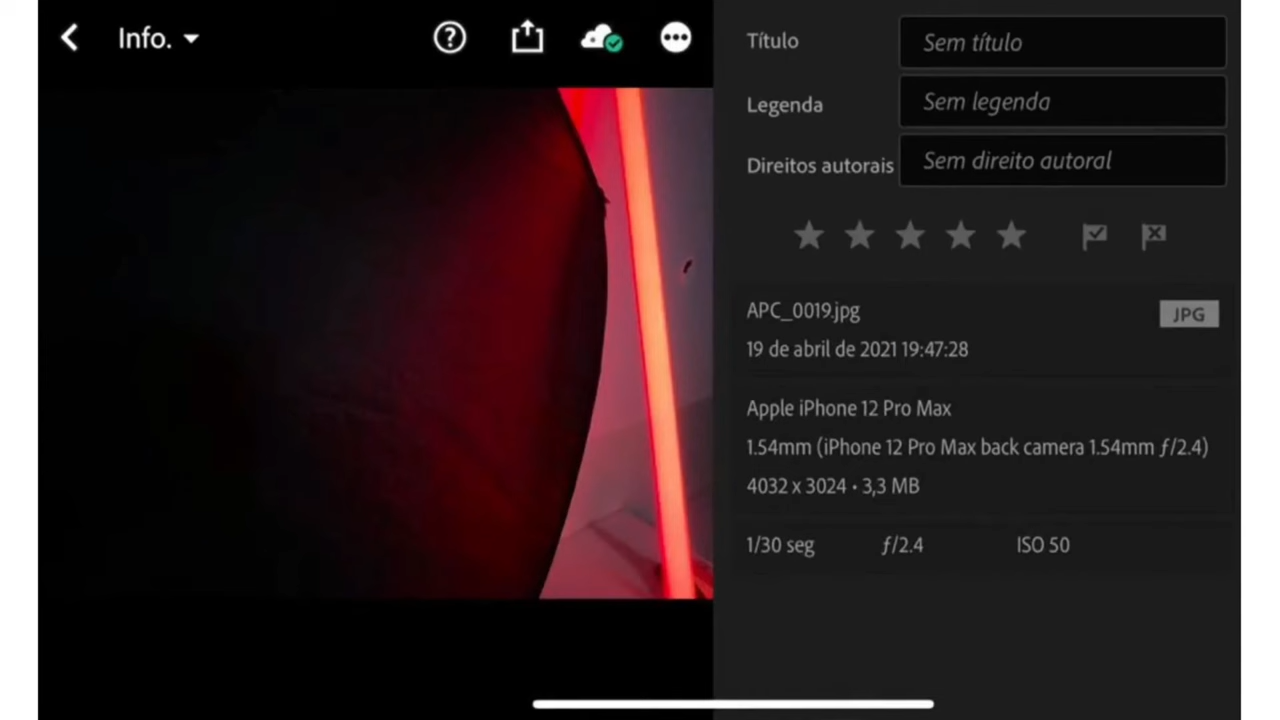 Info.
Título
Sem título
Legenda
Sem legenda
Direitos autorais
Sem direito autoral
APC_0019.jpg
JPG
19 de abril de 2021 19:47:28
Apple iPhone 12 Pro Max
1.54mm (iPhone 12 Pro Max back camera 1.54mm ƒ/2.4)
4032 x 3024 • 3,3 MB
1/30 seg ƒ/2.4 ISO 50